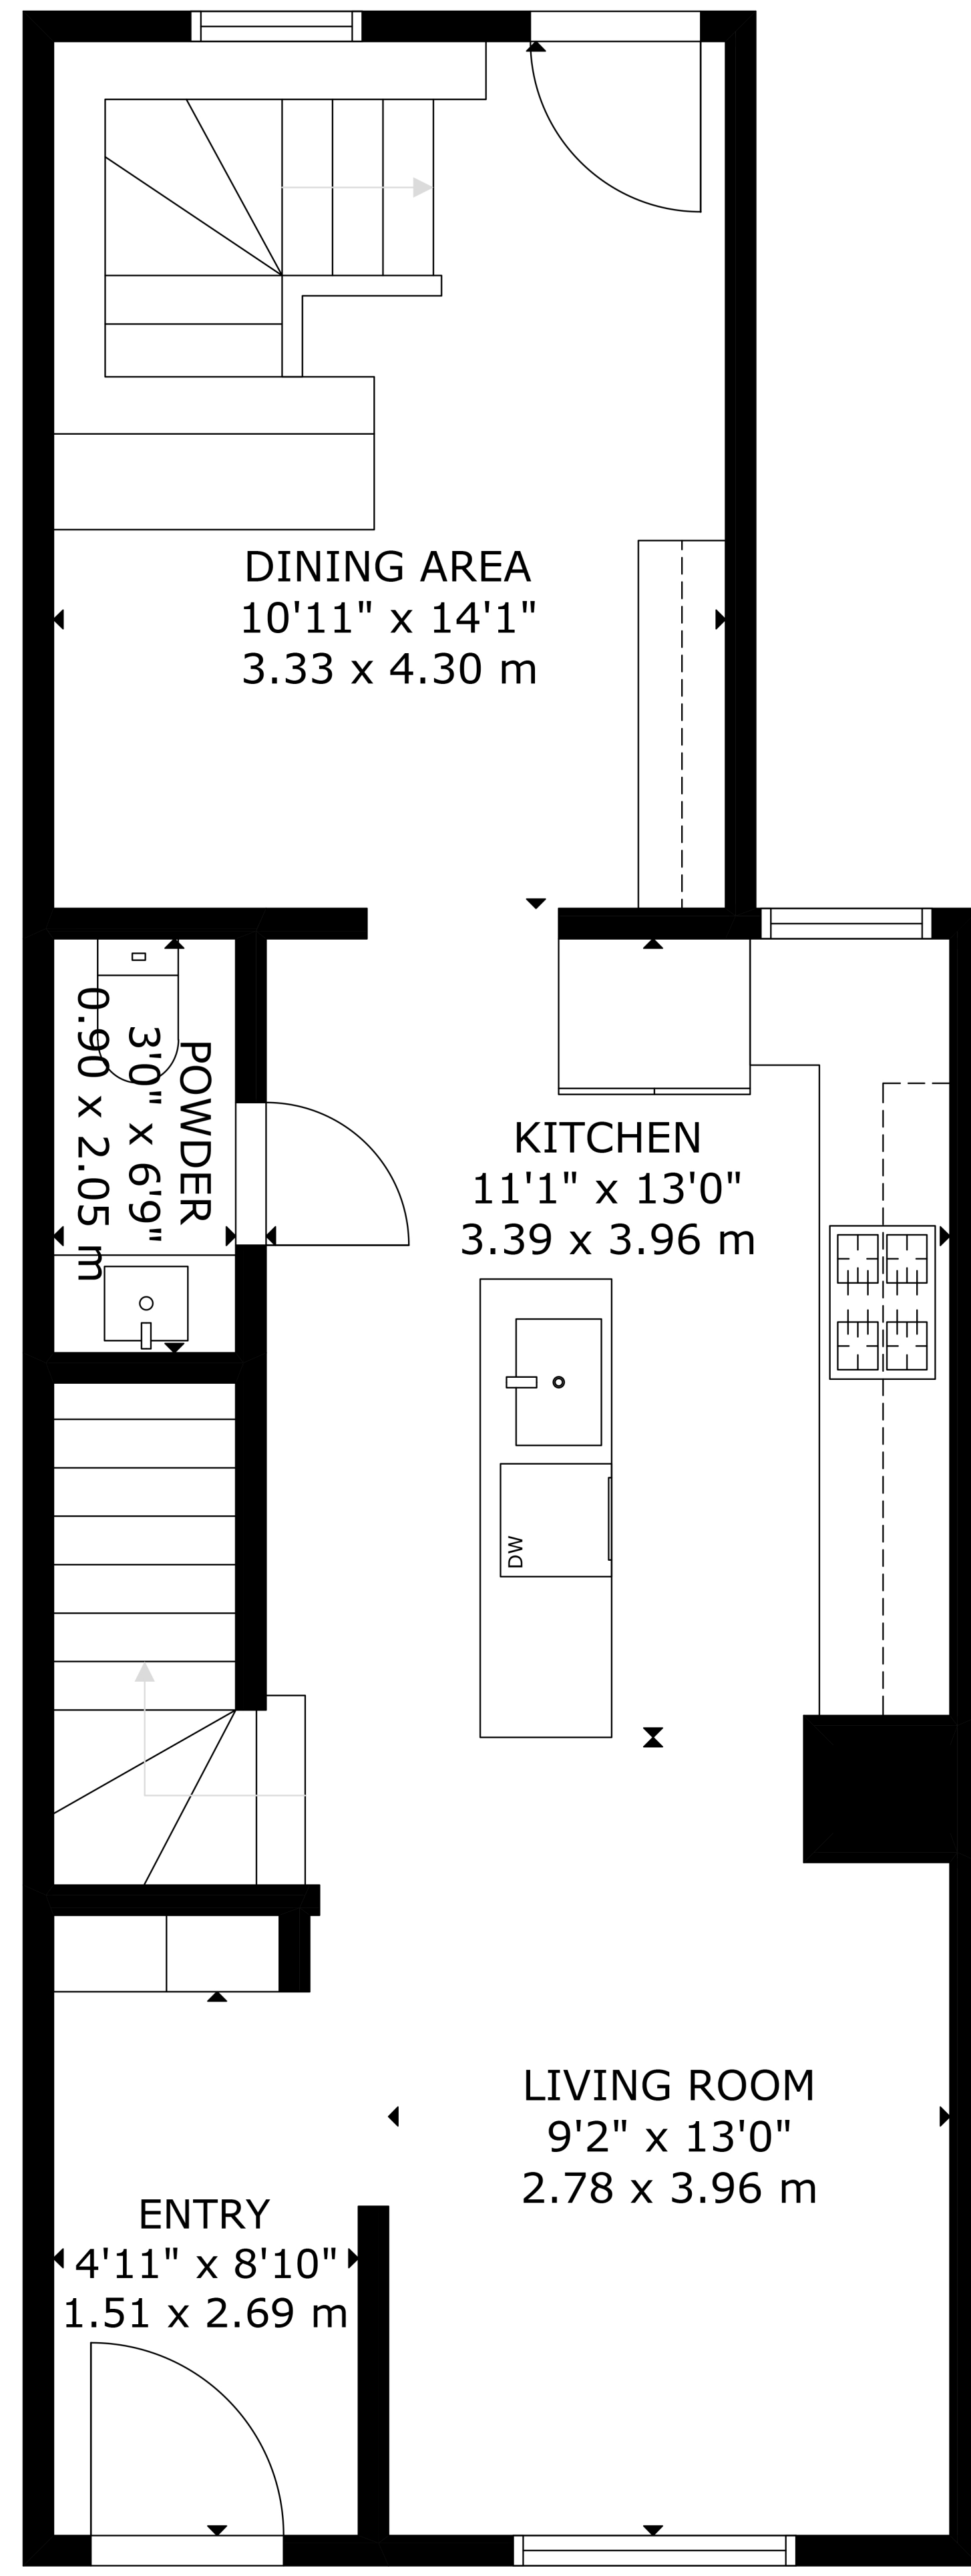 DINING AREA
10'11" x 14'1"
3.33 x 4.30 m
POWDER
3'0" x 6'9"
0.90 x 2.05 m
KITCHEN
11'1" x 13'0"
3.39 x 3.96 m
DW
LIVING ROOM
9'2" x 13'0"
2.78 x 3.96 m
ENTRY
4'11" x 8'10"
1.51 x 2.69 m